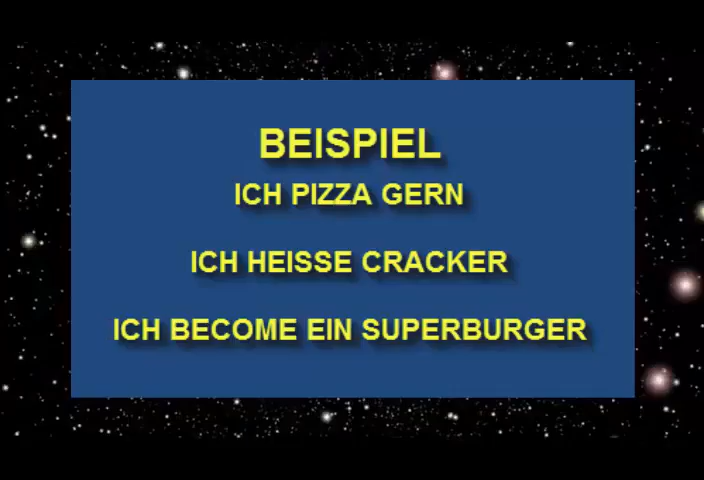 BEISPIEL
ICH PIZZA GERN
ICH HEISSE CRACKER
ICH BECOME EIN SUPERBURGER